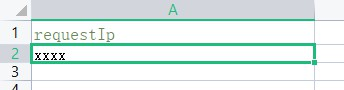 A
1 requestIp
2 xxxx
3